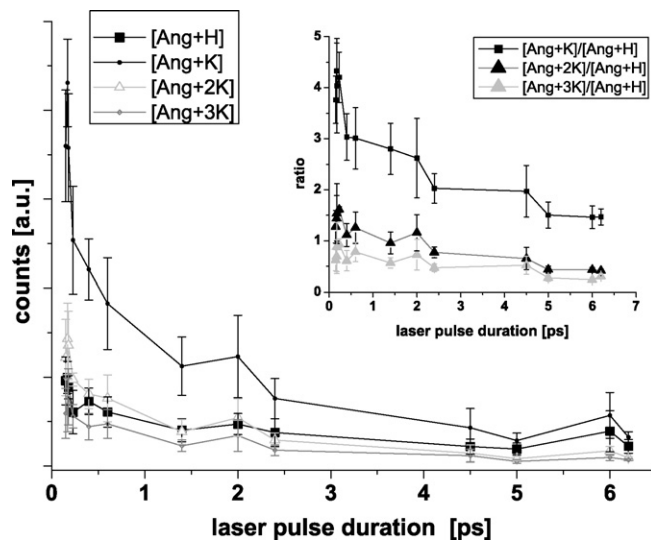 [Ang+H]
[Ang+K]
[Ang+2K]
[Ang+3K]
counts [a.u.]
0 1 2 3 4 5 6
laser pulse duration [ps]
[Ang+K]/[Ang+H]
[Ang+2K]/[Ang+H]
[Ang+3K]/[Ang+H]
5
4
3
2
1
0
ratio
0 1 2 3 4 5 6 7
laser pulse duration [ps]